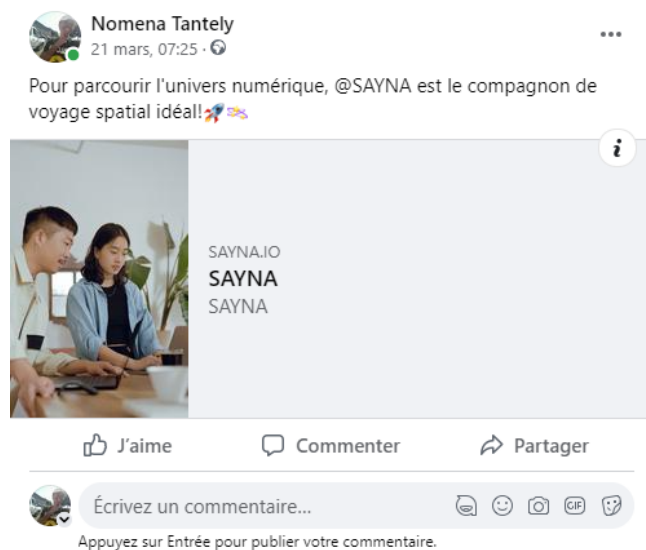 Nomena Tantely
21 mars, 07:25 ·
Pour parcourir l'univers numérique, @SAYNA est le compagnon de
voyage spatial idéal!🚀
SAYNA.IO
SAYNA
SAYNA
J'aime
Commenter
Partager
Écrivez un commentaire...
GIF
Appuyez sur Entrée pour publier votre commentaire.